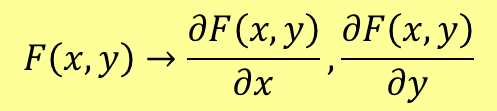 F(x, y) → ∂F(x, y)/∂x , ∂F(x, y)/∂y